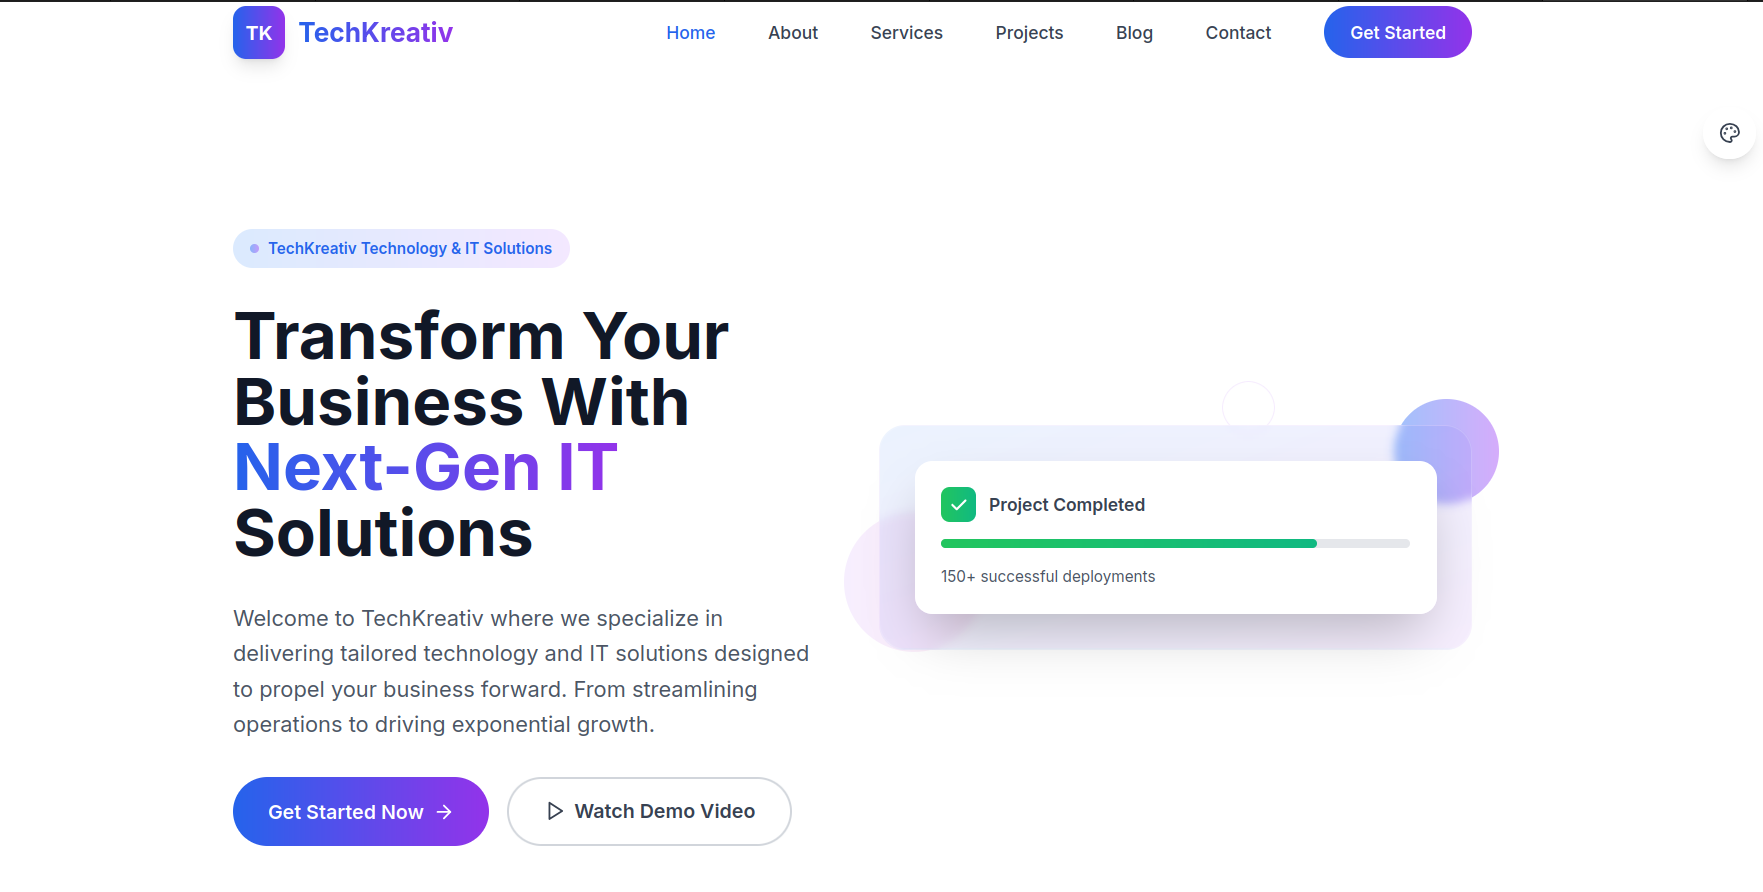 TK TechKreativ Home About Services Projects Blog Contact Get Started
TechKreativ Technology & IT Solutions
Transform Your
Business With
Next-Gen IT
Solutions
Welcome to TechKreativ where we specialize in
delivering tailored technology and IT solutions designed
to propel your business forward. From streamlining
operations to driving exponential growth.
Get Started Now
Watch Demo Video
Project Completed
150+ successful deployments